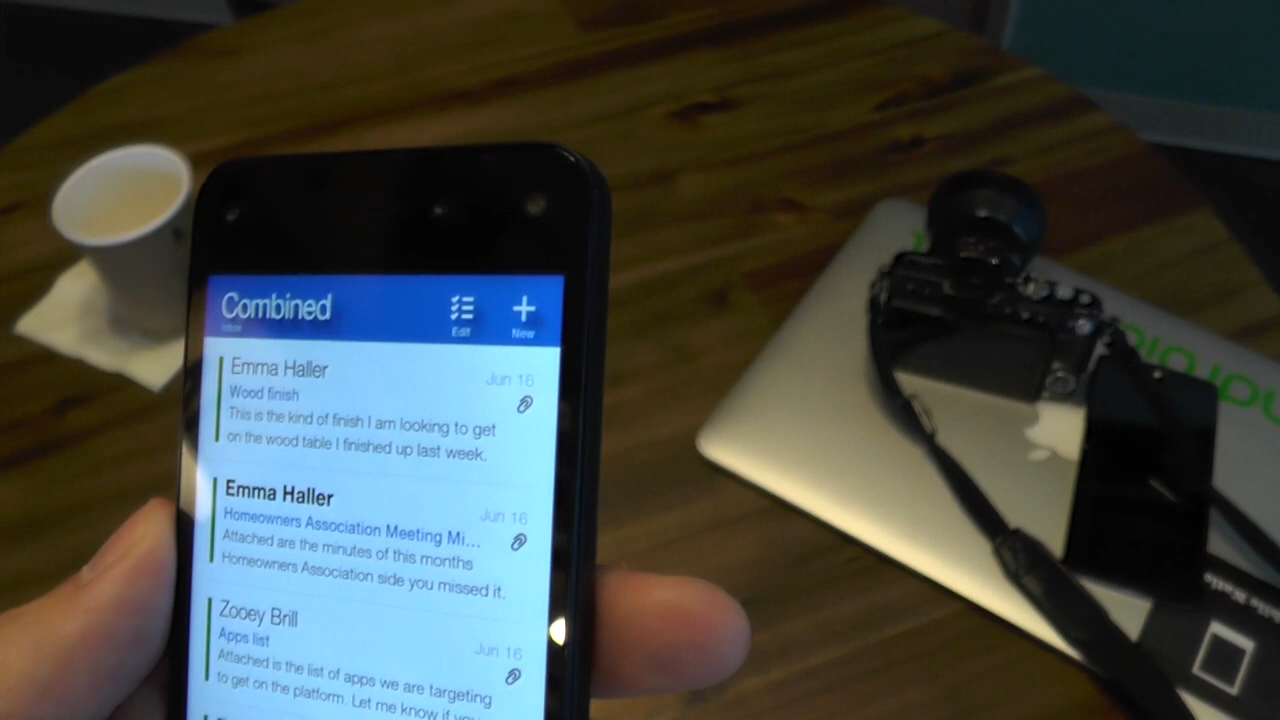 Combined
Inbox
Edit
New
Emma Haller
Jun 16
Wood finish
This is the kind of finish I am looking to get
on the wood table I finished up last week.
Emma Haller
Jun 16
Homeowners Association Meeting Mi...
Attached are the minutes of this months
Homeowners Association side you missed it.
Zooey Brill
Jun 16
Apps list
Attached is the list of apps we are targeting
to get on the platform. Let me know if you